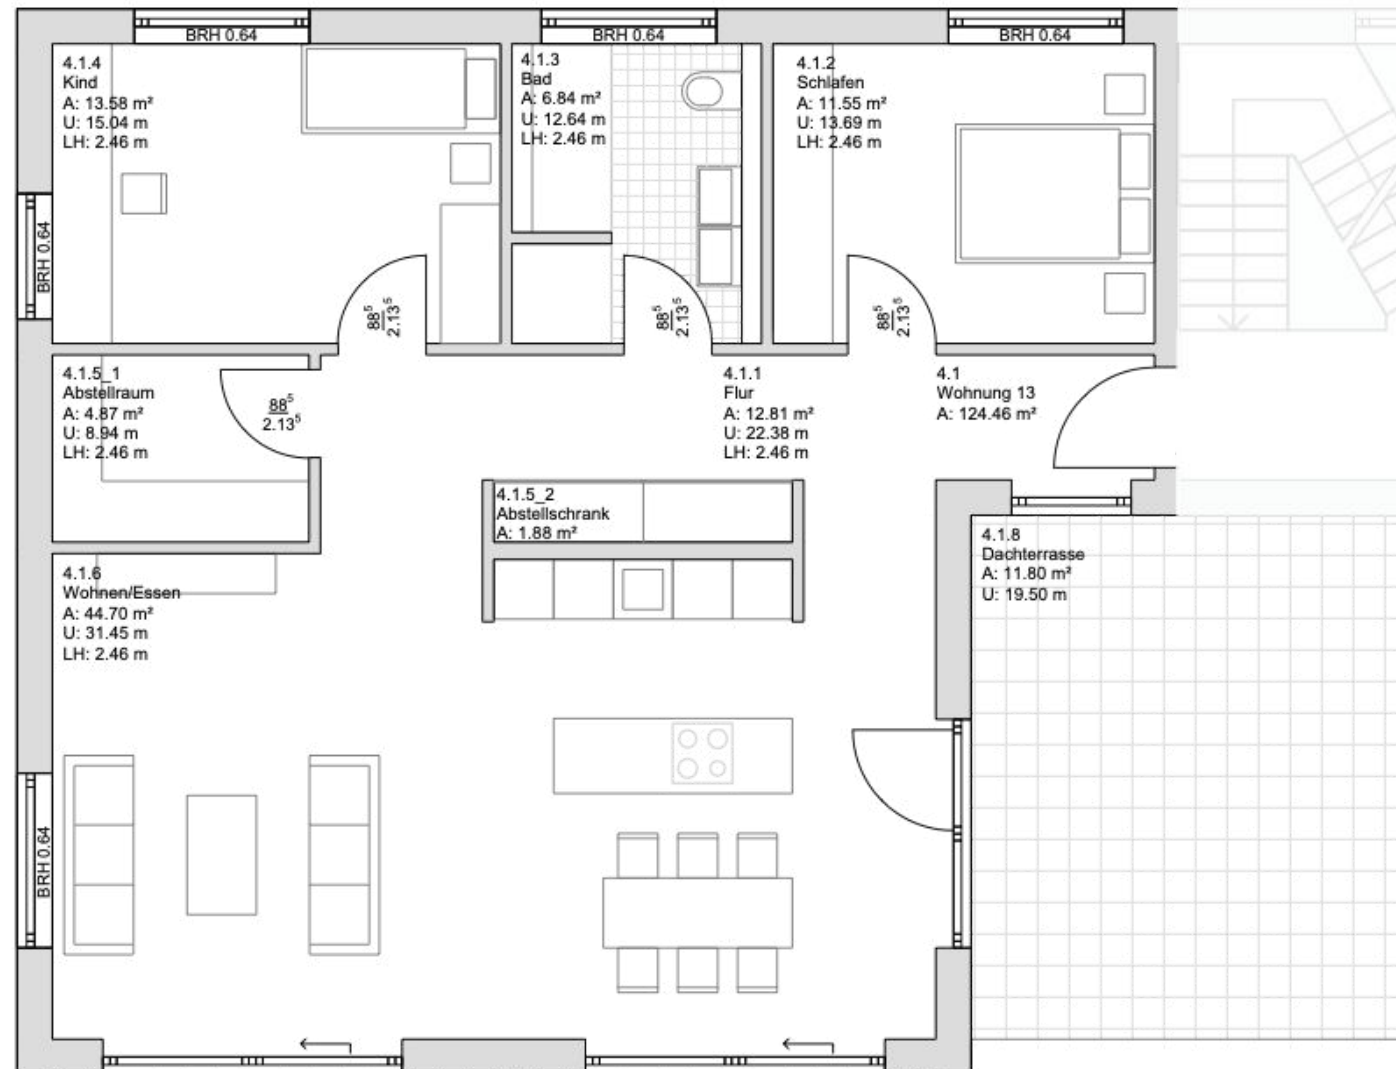 BRH 0.64
BRH 0.64
BRH 0.64
4.1.4
Kind
A: 13.58 m²
U: 15.04 m
LH: 2.46 m
4.1.3
Bad
A: 6.84 m²
U: 12.64 m
LH: 2.46 m
4.1.2
Schlafen
A: 11.55 m²
U: 13.69 m
LH: 2.46 m
BRH 0.64
88⁵
2.13⁵
88⁵
2.13⁵
88⁵
2.13⁵
4.1.5_1
Abstellraum
A: 4.87 m²
U: 8.94 m
LH: 2.46 m
88⁵
2.13⁵
4.1.1
Flur
A: 12.81 m²
U: 22.38 m
LH: 2.46 m
4.1
Wohnung 13
A: 124.46 m²
4.1.5_2
Abstellschrank
A: 1.88 m²
4.1.8
Dachterrasse
A: 11.80 m²
U: 19.50 m
4.1.6
Wohnen/Essen
A: 44.70 m²
U: 31.45 m
LH: 2.46 m
BRH 0.64